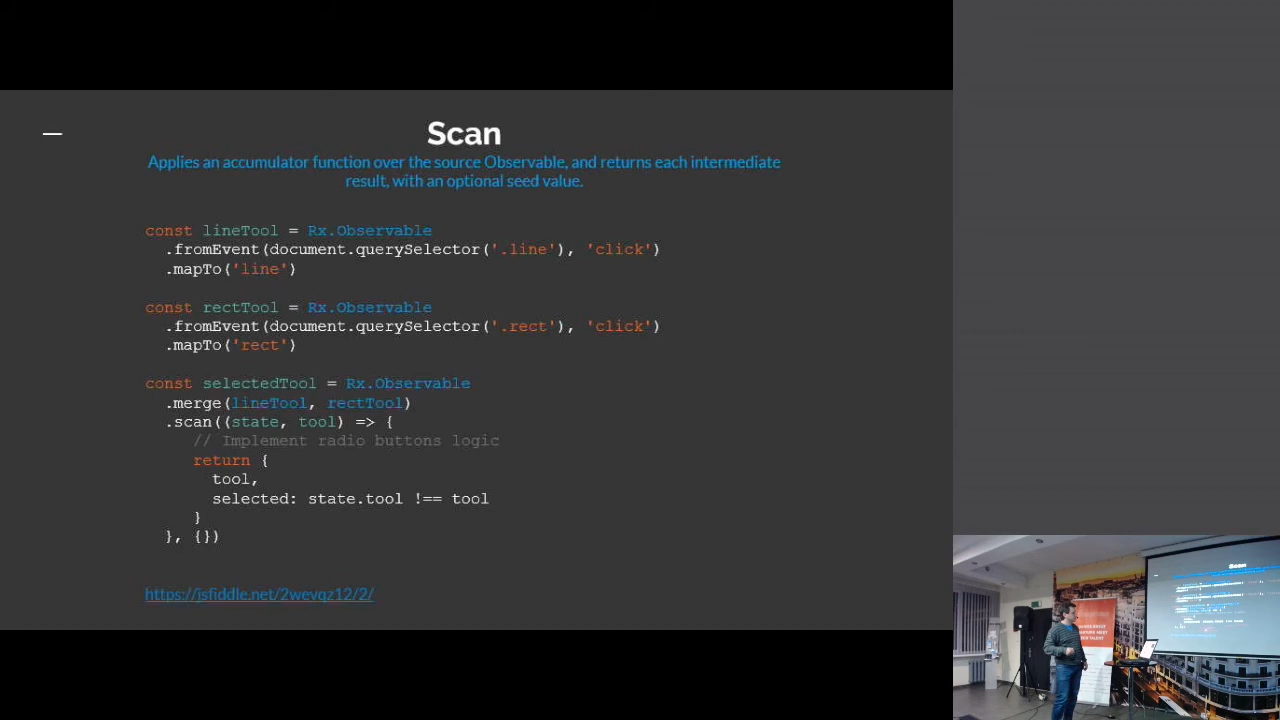 Scan
Applies an accumulator function over the source Observable, and returns each intermediate
result, with an optional seed value.
const lineTool = Rx.Observable
.fromEvent(document.querySelector('.line'), 'click')
.mapTo('line')
const rectTool = Rx.Observable
.fromEvent(document.querySelector('.rect'), 'click')
.mapTo('rect')
const selectedTool = Rx.Observable
.merge(lineTool, rectTool)
.scan((state, tool) => {
// Implement radio buttons logic
return {
tool,
selected: state.tool !== tool
}
}, {})
https://jsfiddle.net/2wevqz12/2/
Scan